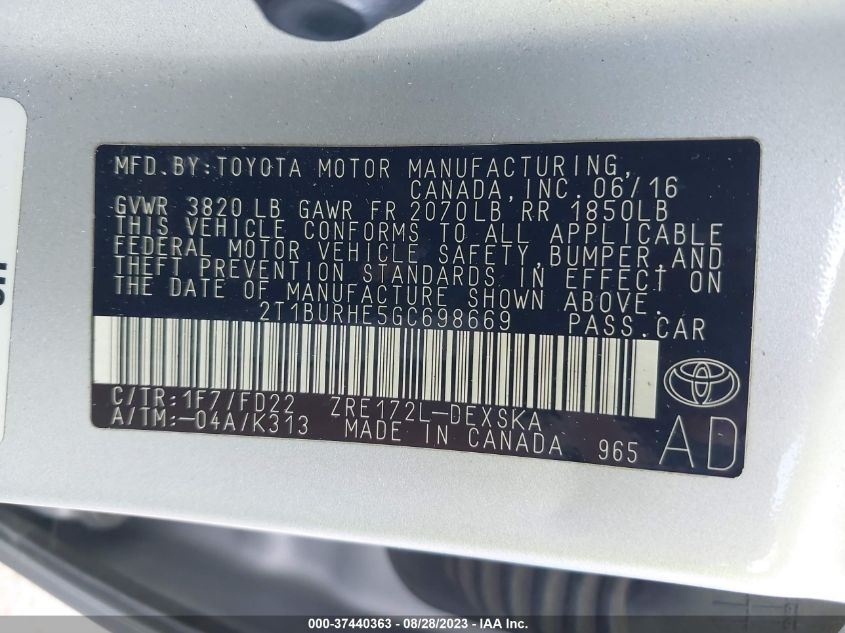 MFD.BY:TOYOTA MOTOR MANUFACTURING,
CANADA,INC.06/16
GVWR 3820 LB GAWR FR 2070LB RR 1850LB
THIS VEHICLE CONFORMS TO ALL APPLICABLE
FEDERAL MOTOR VEHICLE SAFETY,BUMPER,AND
THEFT PREVENTION STANDARDS IN EFFECT ON
THE DATE OF MANUFACTURE SHOWN ABOVE.
2T1BURHE5GC698669 PASS.CAR
C/TR:1F7/FD22 ZRE172L-DEXSKA
A/TM:-04A/K313 MADE IN CANADA 965 AD
000-37440363 - 08/28/2023 - IAA Inc.